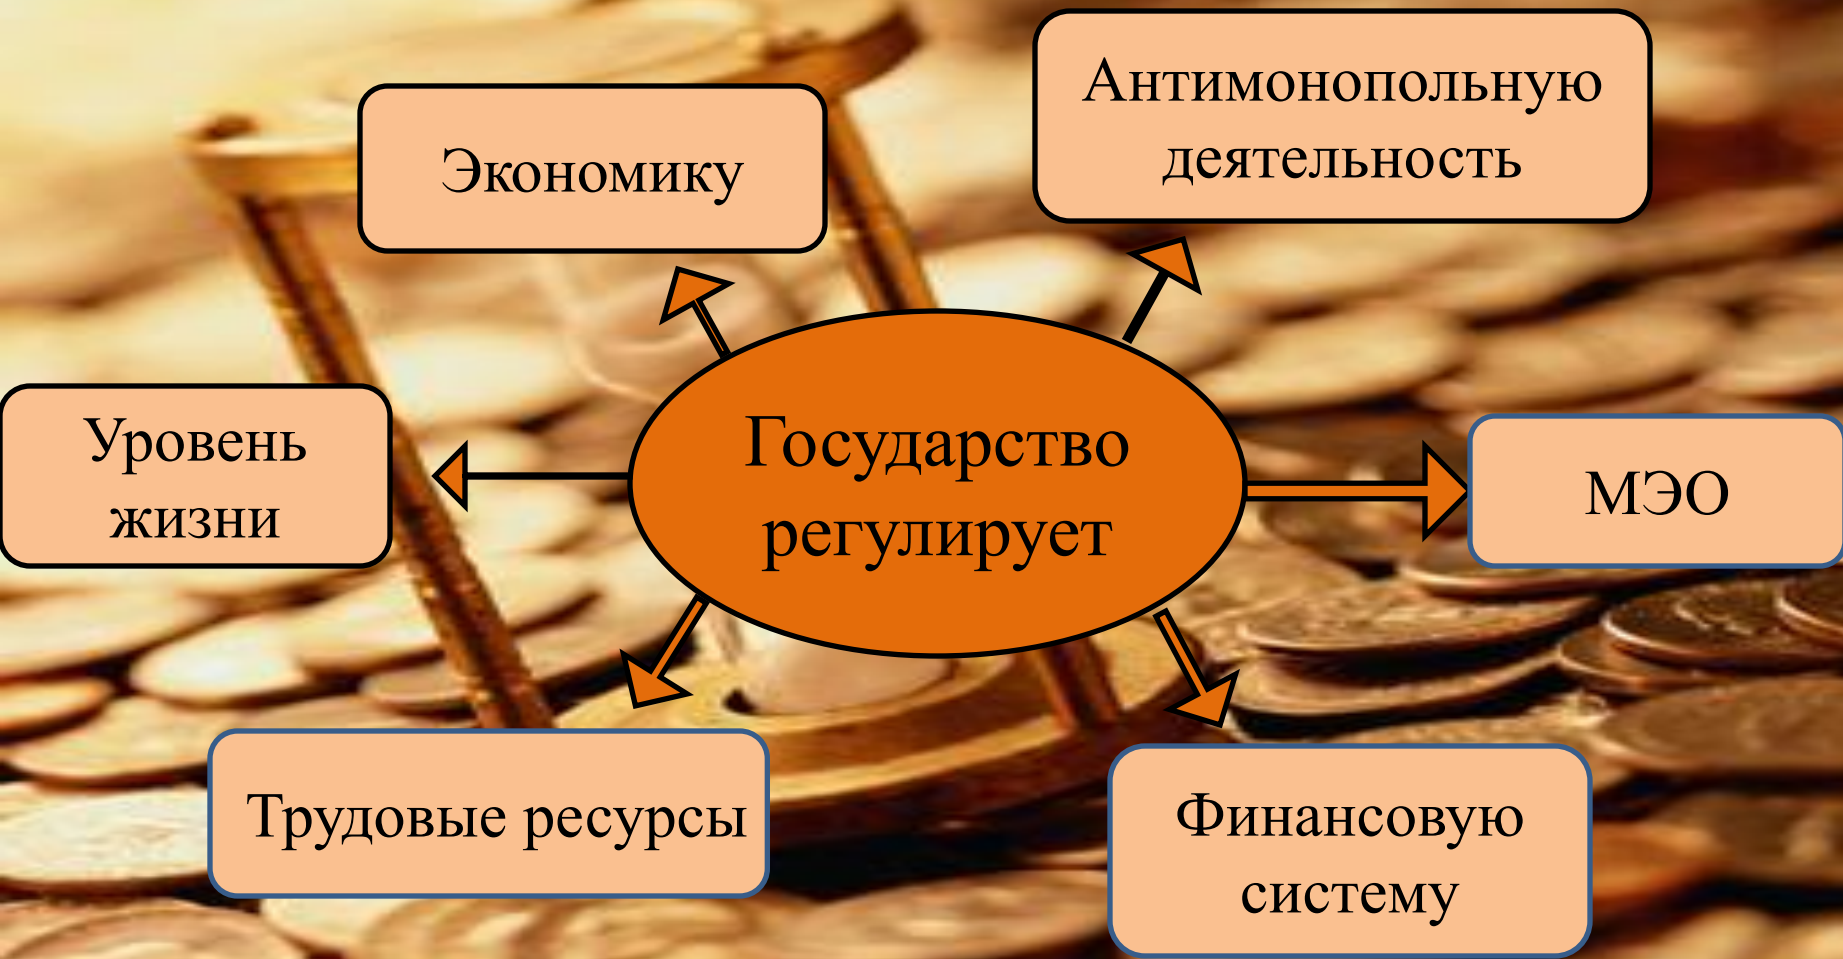 Экономику
Антимонопольную
деятельность
Уровень
жизни
Государство
регулирует
МЭО
Трудовые ресурсы
Финансовую
систему